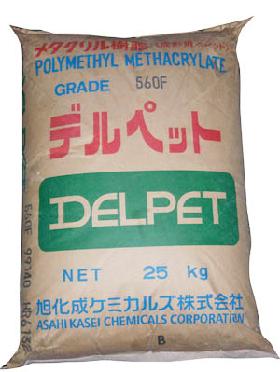 メタクリル樹脂
POLYMETHYL METHACRYLATE
GRADE 560F
デルペット
DELPET
NET 25 kg
旭化成ケミカルズ株式会社
ASAHI KASEI CHEMICALS CORPORATION
B
560F